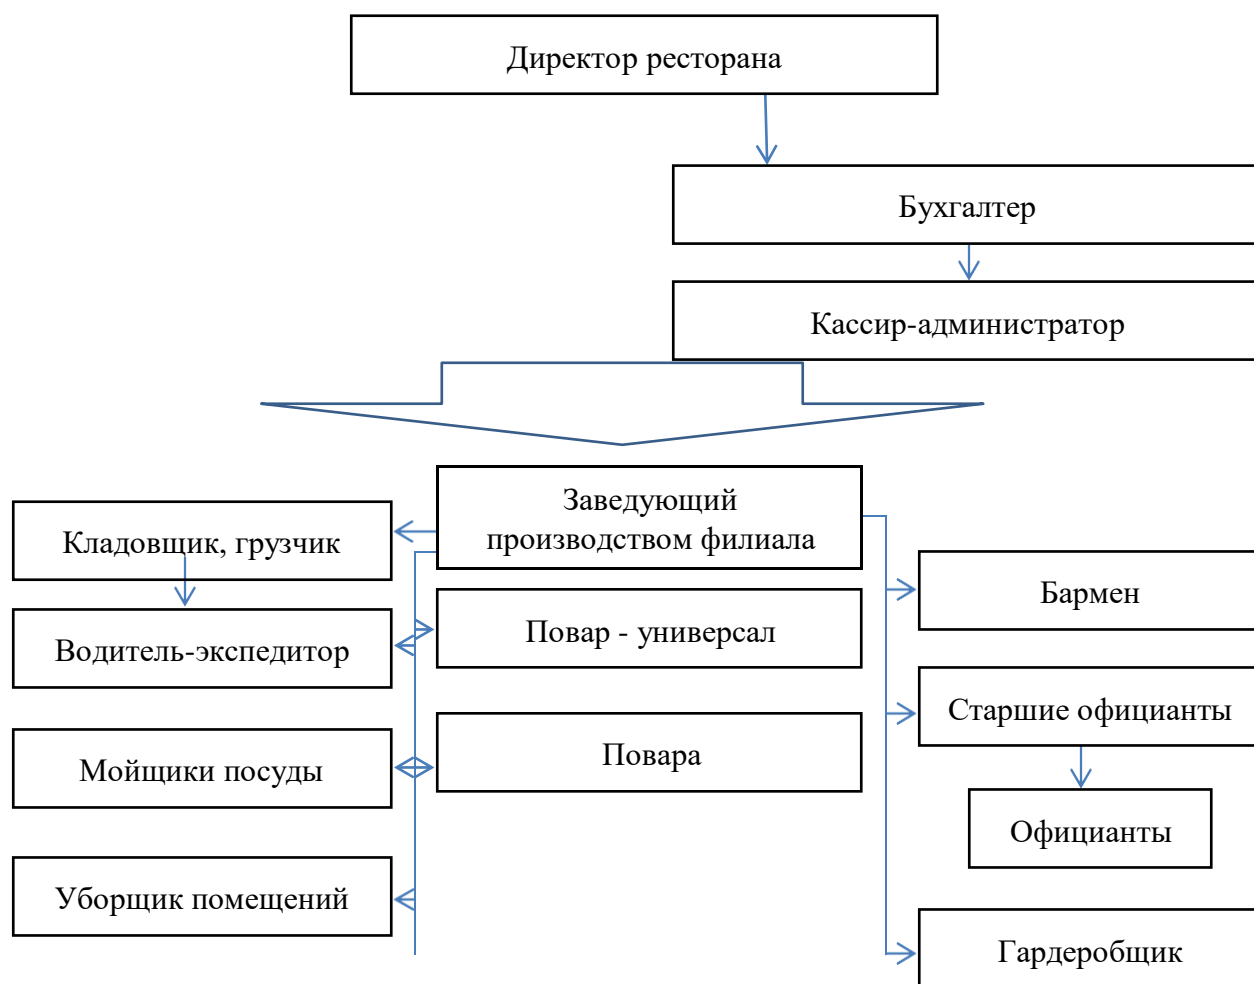 Директор ресторана
Бухгалтер
Кассир-администратор
Заведующий
производством филиала
Кладовщик, грузчик
Бармен
Повар - универсал
Водитель-экспедитор
Старшие официанты
Повара
Мойщики посуды
Официанты
Уборщик помещений
Гардеробщик